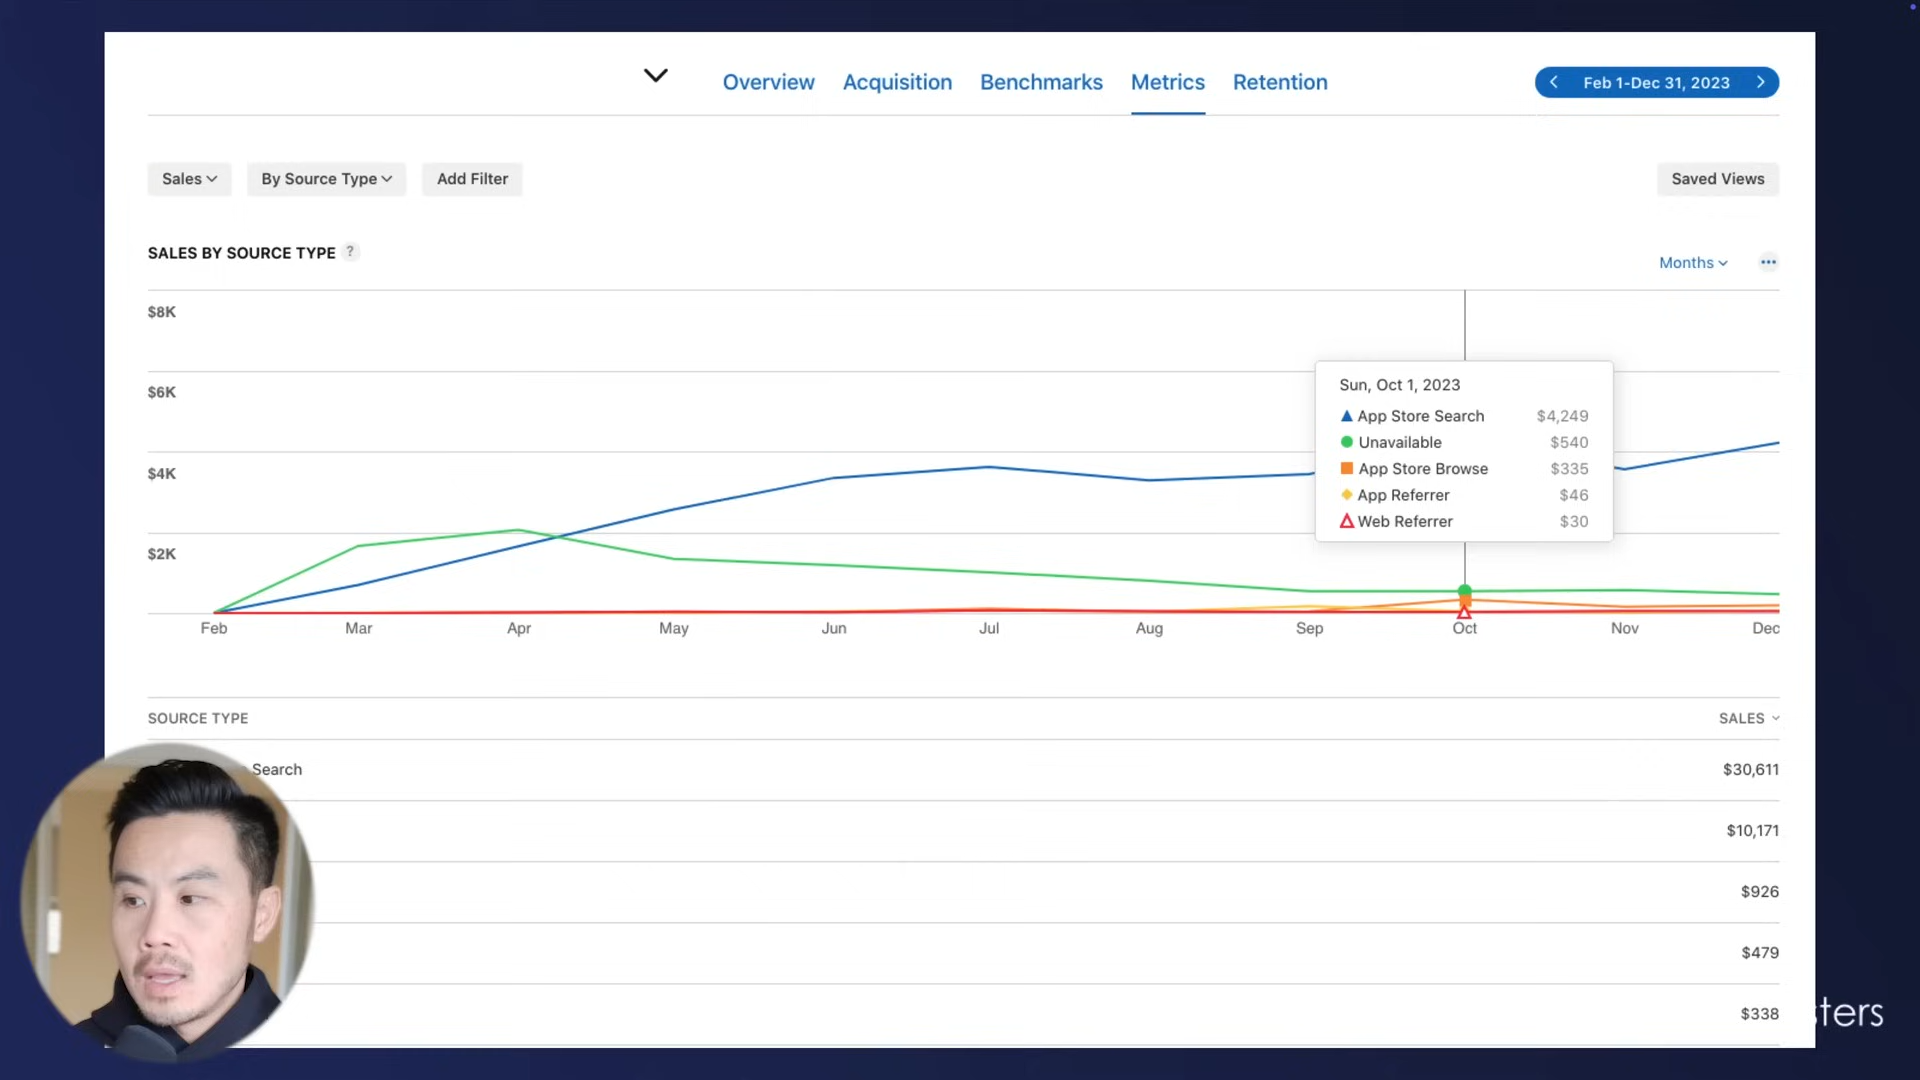 Overview Acquisition Benchmarks Metrics Retention
Feb 1-Dec 31, 2023
Sales By Source Type Add Filter
Saved Views
SALES BY SOURCE TYPE ?
Months
$8K
$6K
$4K
$2K
Sun, Oct 1, 2023
App Store Search $4,249
Unavailable $540
App Store Browse $335
App Referrer $46
Web Referrer $30
Feb Mar Apr May Jun Jul Aug Sep Oct Nov Dec
SOURCE TYPE SALES
Search $30,611
$10,171
$926
$479
$338
sters